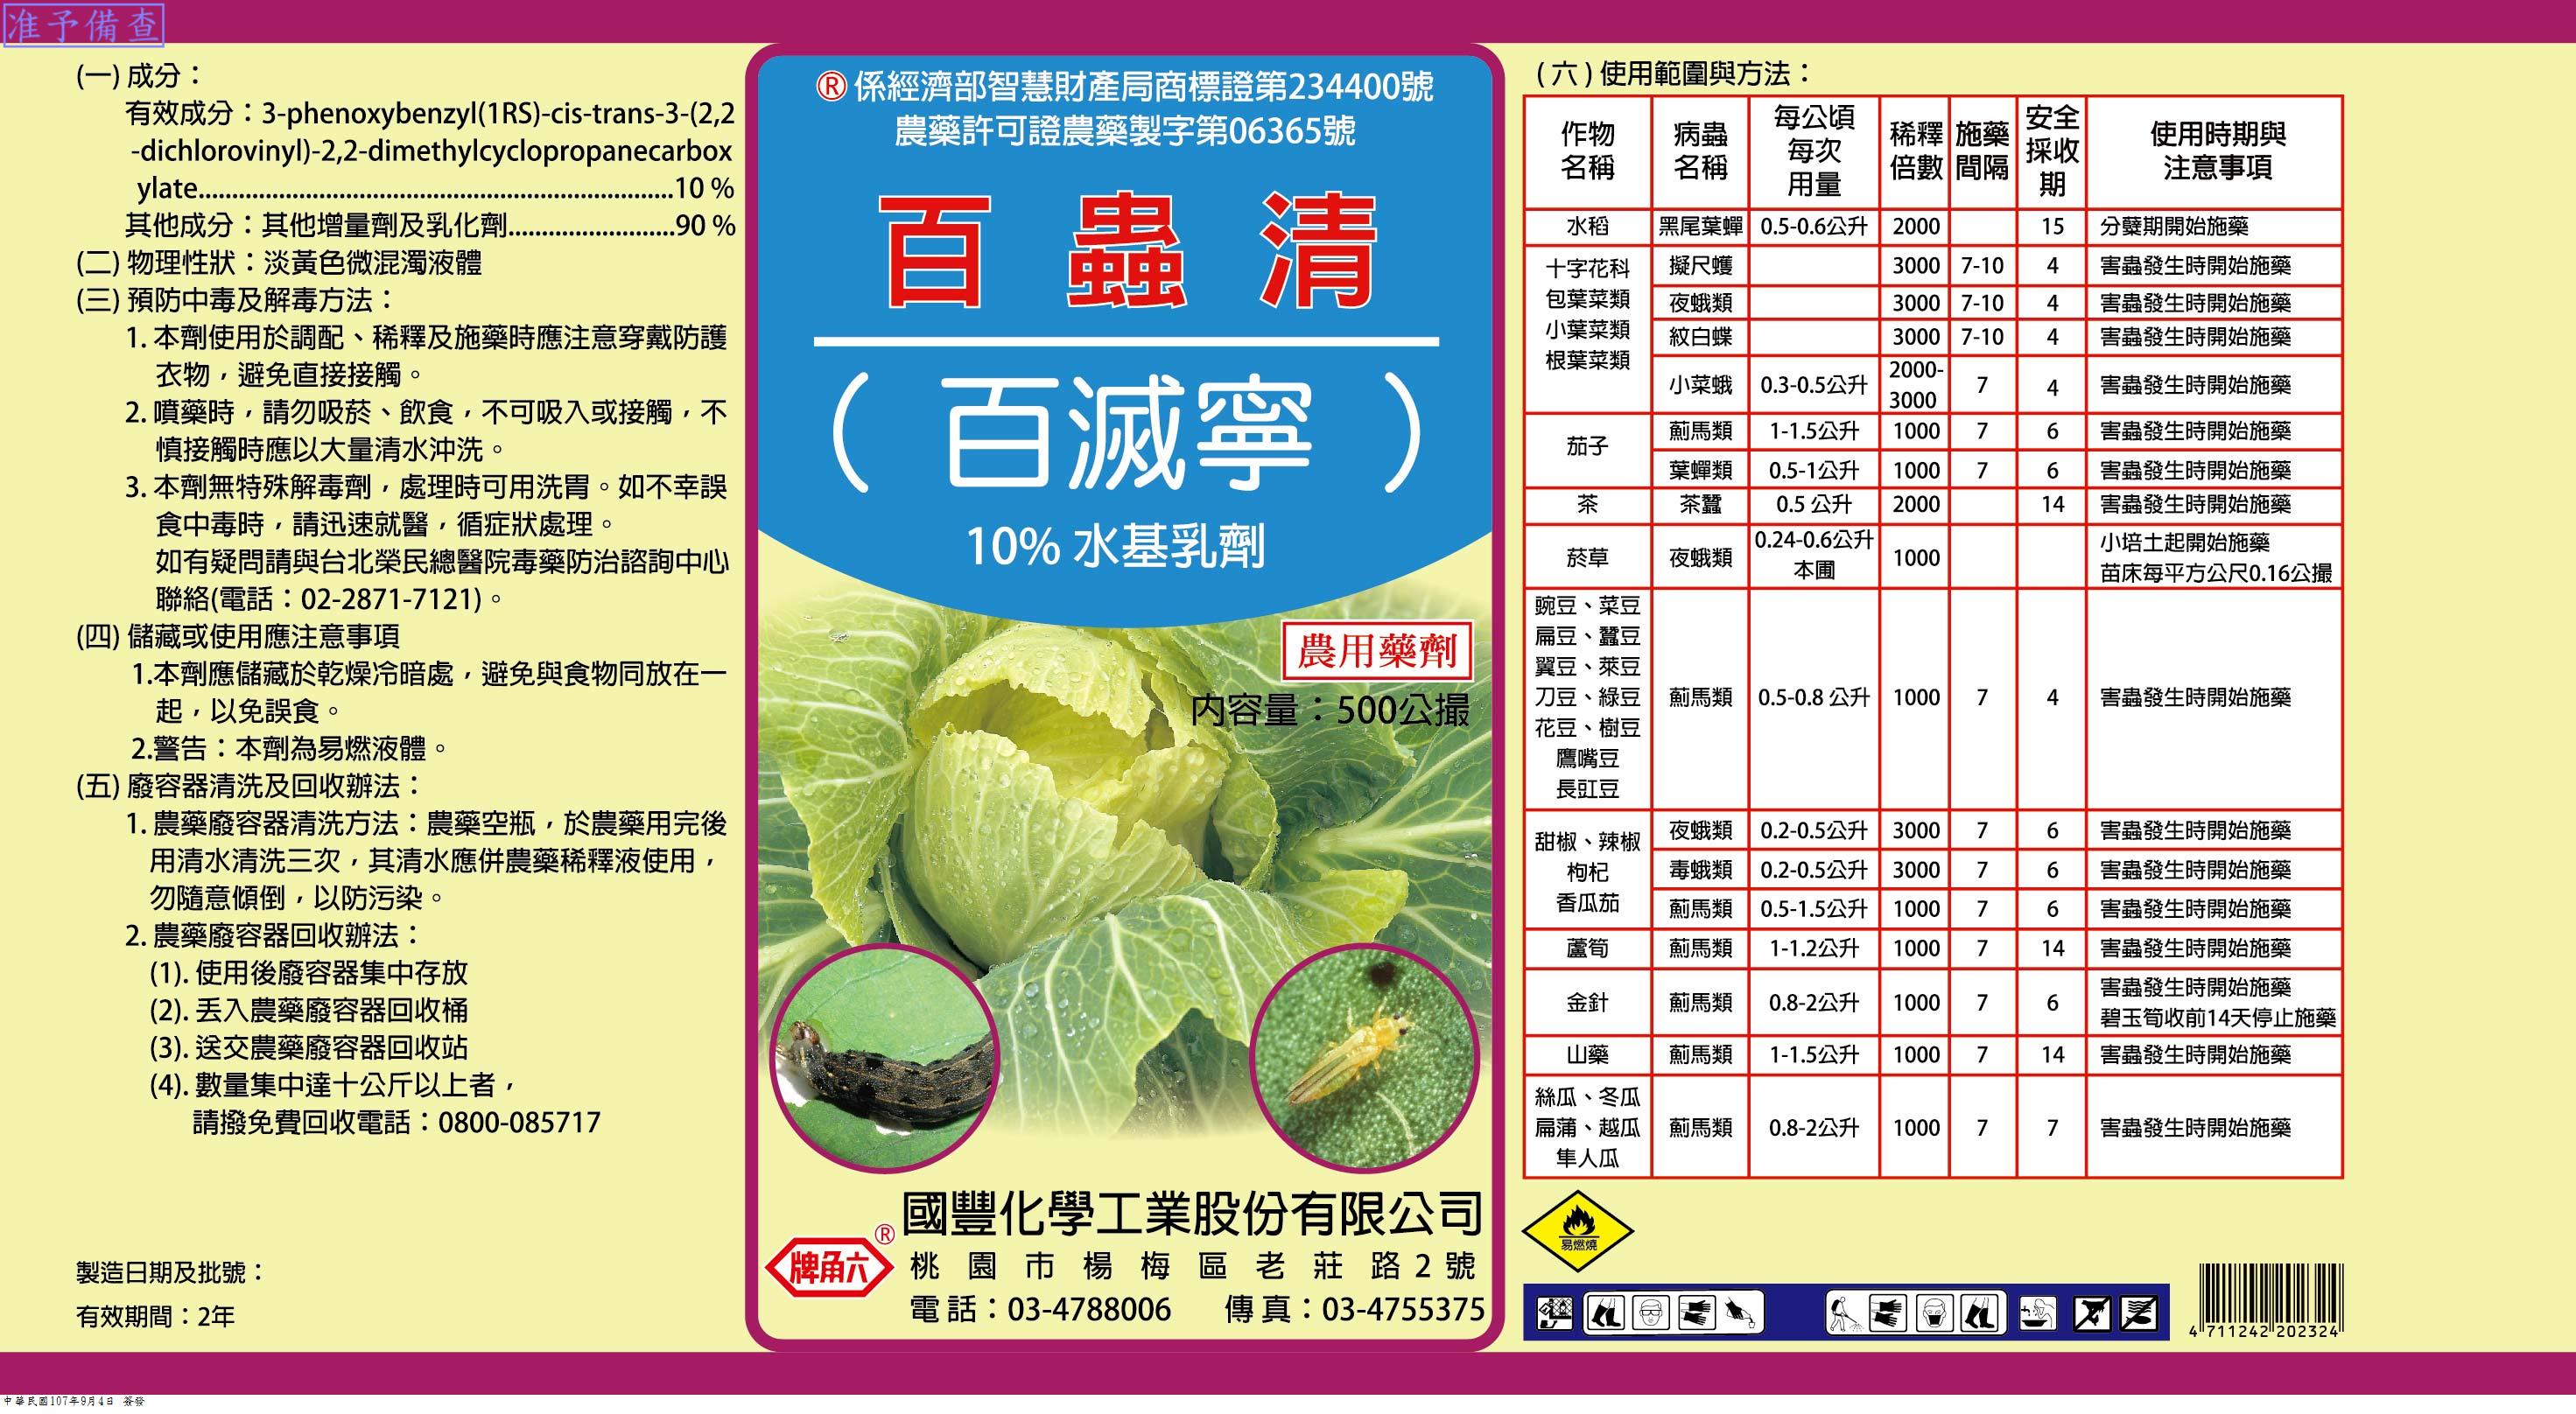 准予備查
(一) 成分：
有效成分：3-phenoxybenzyl(1RS)-cis-trans-3-(2,2
-dichlorovinyl)-2,2-dimethylcyclopropanecarbox
ylate......................................................................10 %
其他成分：其他增量劑及乳化劑.........................90 %
(二) 物理性狀：淡黃色微混濁液體
(三) 預防中毒及解毒方法：
1. 本劑使用於調配、稀釋及施藥時應注意穿戴防護
衣物，避免直接接觸。
2. 噴藥時，請勿吸菸、飲食，不可吸入或接觸，不
慎接觸時應以大量清水沖洗。
3. 本劑無特殊解毒劑，處理時可用洗胃。如不幸誤
食中毒時，請迅速就醫，循症狀處理。
如有疑問請與台北榮民總醫院毒藥防治諮詢中心
聯絡(電話：02-2871-7121)。
(四) 儲藏或使用應注意事項
1.本劑應儲藏於乾燥冷暗處，避免與食物同放在一
起，以免誤食。
2.警告：本劑為易燃液體。
(五) 廢容器清洗及回收辦法：
1. 農藥廢容器清洗方法：農藥空瓶，於農藥用完後
用清水清洗三次，其清水應併農藥稀釋液使用，
勿隨意傾倒，以防污染。
2. 農藥廢容器回收辦法：
(1). 使用後廢容器集中存放
(2). 丟入農藥廢容器回收桶
(3). 送交農藥廢容器回收站
(4). 數量集中達十公斤以上者，
請撥免費回收電話：0800-085717
製造日期及批號：
有效期間：2年
® 係經濟部智慧財產局商標證第234400號
農藥許可證農藥製字第06365號
百 蟲 清
（ 百滅寧 ）
10% 水基乳劑
農用藥劑
內容量：500公撮
國豐化學工業股份有限公司
牌角六 ®
桃 園 市 楊 梅 區 老 莊 路 2 號
電 話：03-4788006 傳 真：03-4755375
(六) 使用範圍與方法：
作物名稱 病蟲名稱 每公頃每次用量 稀釋倍數 施藥間隔 安全採收期 使用時期與注意事項
水稻 黑尾葉蟬 0.5-0.6公升 2000 15 分蘗期開始施藥
十字花科 包葉菜類 小葉菜類 根葉菜類 擬尺蠖 3000 7-10 4 害蟲發生時開始施藥
夜蛾類 3000 7-10 4 害蟲發生時開始施藥
紋白蝶 3000 7-10 4 害蟲發生時開始施藥
小菜蛾 0.3-0.5公升 2000-3000 7 4 害蟲發生時開始施藥
茄子 薊馬類 1-1.5公升 1000 7 6 害蟲發生時開始施藥
葉蟬類 0.5-1公升 1000 7 6 害蟲發生時開始施藥
茶 茶蠶 0.5 公升 2000 14 害蟲發生時開始施藥
菸草 夜蛾類 0.24-0.6公升 本圃 1000 小培土起開始施藥 苗床每平方公尺0.16公撮
豌豆、菜豆 扁豆、蠶豆 翼豆、萊豆 刀豆、綠豆 花豆、樹豆 鷹嘴豆 長豇豆 薊馬類 0.5-0.8 公升 1000 7 4 害蟲發生時開始施藥
甜椒、辣椒 枸杞 香瓜茄 夜蛾類 0.2-0.5公升 3000 7 6 害蟲發生時開始施藥
毒蛾類 0.2-0.5公升 3000 7 6 害蟲發生時開始施藥
薊馬類 0.5-1.5公升 1000 7 6 害蟲發生時開始施藥
蘆筍 薊馬類 1-1.2公升 1000 7 14 害蟲發生時開始施藥
金針 薊馬類 0.8-2公升 1000 7 6 害蟲發生時開始施藥 碧玉筍收前14天停止施藥
山藥 薊馬類 1-1.5公升 1000 7 14 害蟲發生時開始施藥
絲瓜、冬瓜 扁蒲、越瓜 隼人瓜 薊馬類 0.8-2公升 1000 7 7 害蟲發生時開始施藥
易燃燒
4 711242 202324
中華民國107年9月4日 簽發